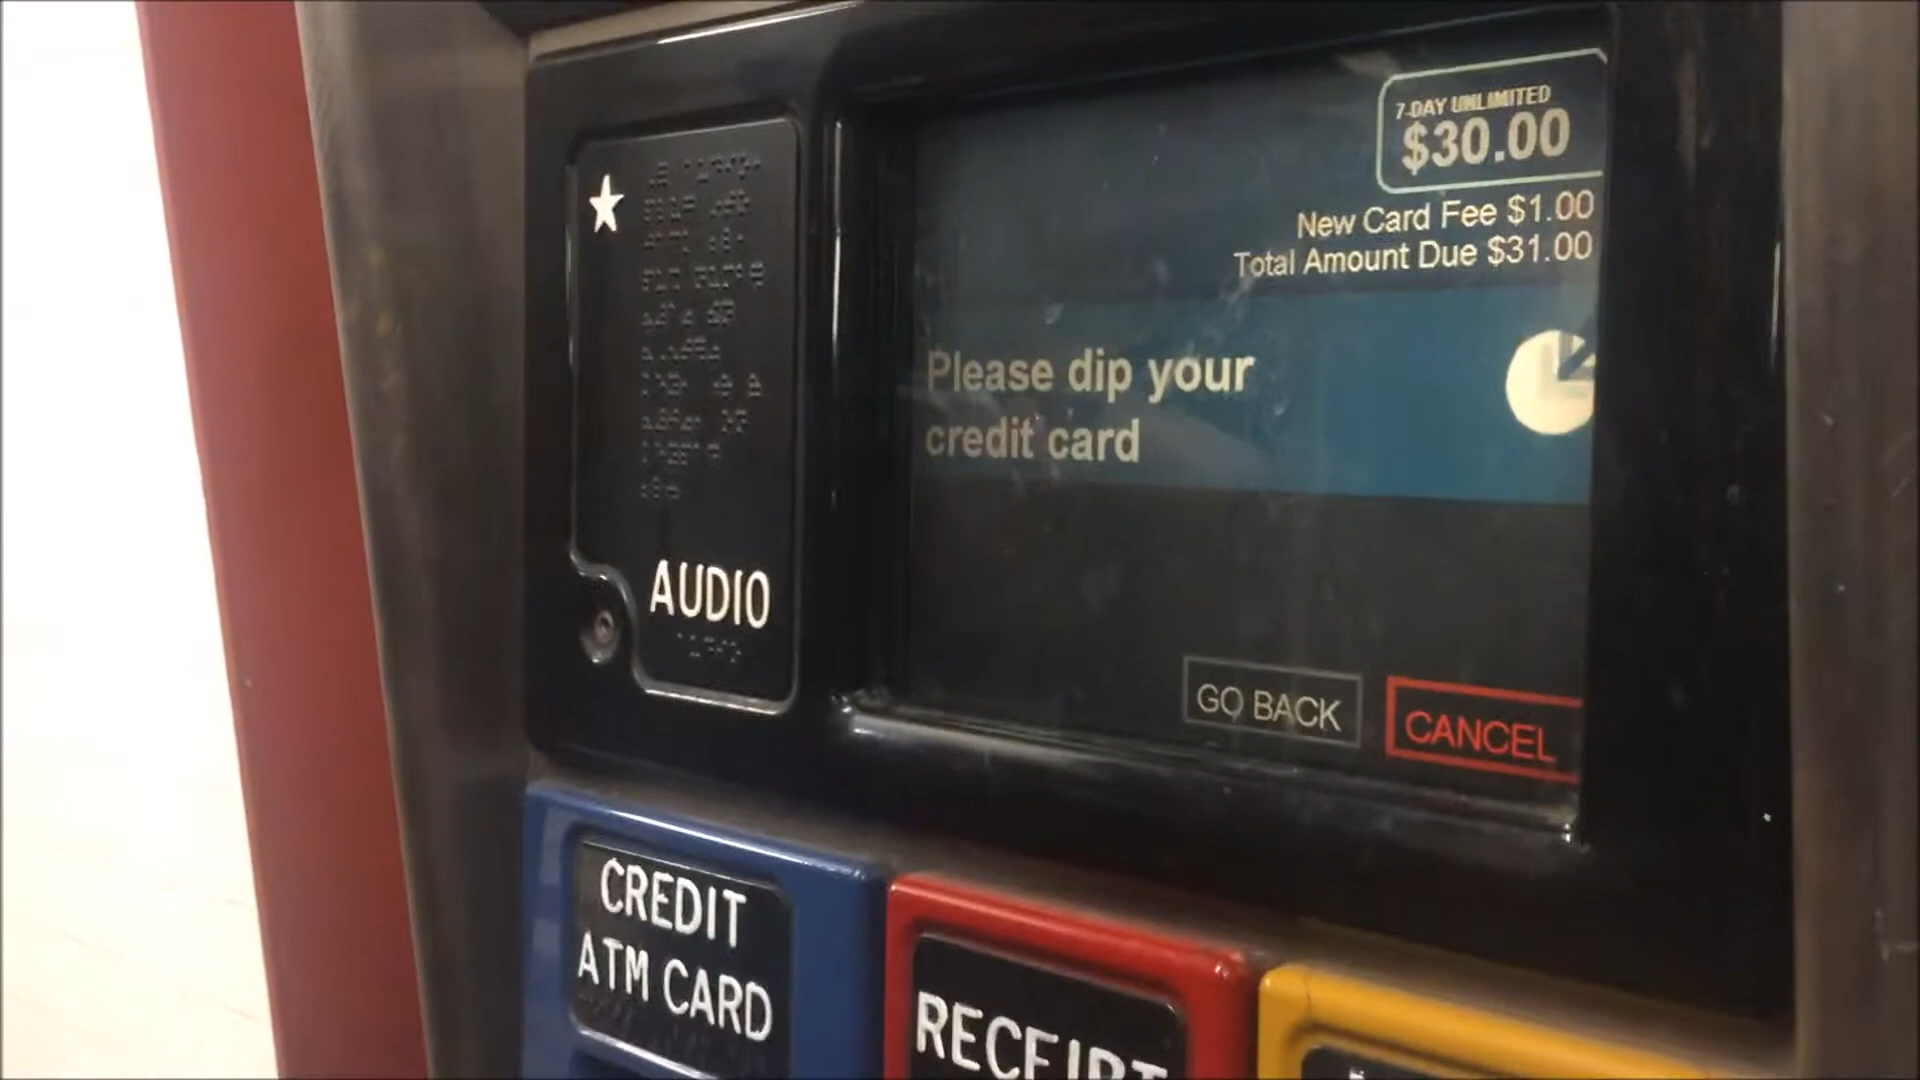 7-DAY UNLIMITED
$30.00
New Card Fee $1.00
Total Amount Due $31.00
Please dip your
credit card
GO BACK
CANCEL
AUDIO
CREDIT
ATM CARD
RECEIPT